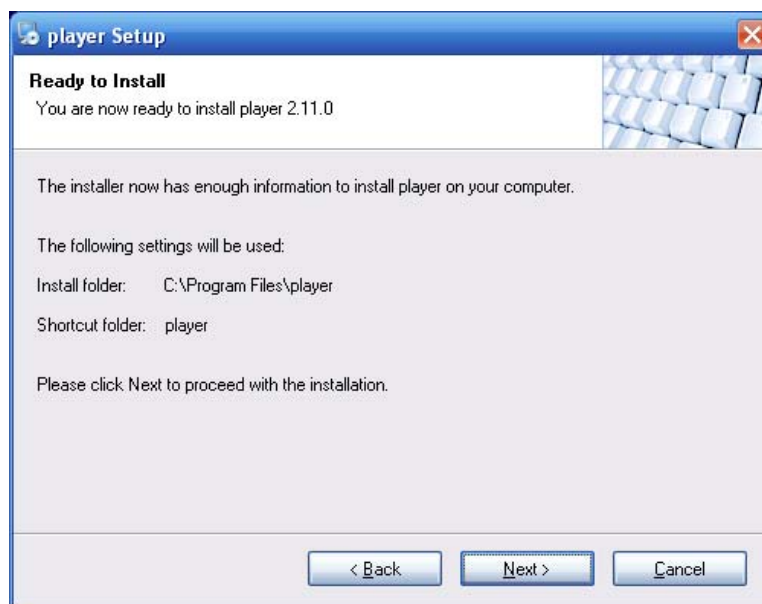 player Setup
Ready to Install
You are now ready to install player 2.11.0
The installer now has enough information to install player on your computer.
The following settings will be used:
Install folder: C:\Program Files\player
Shortcut folder: player
Please click Next to proceed with the installation.
< Back Next > Cancel